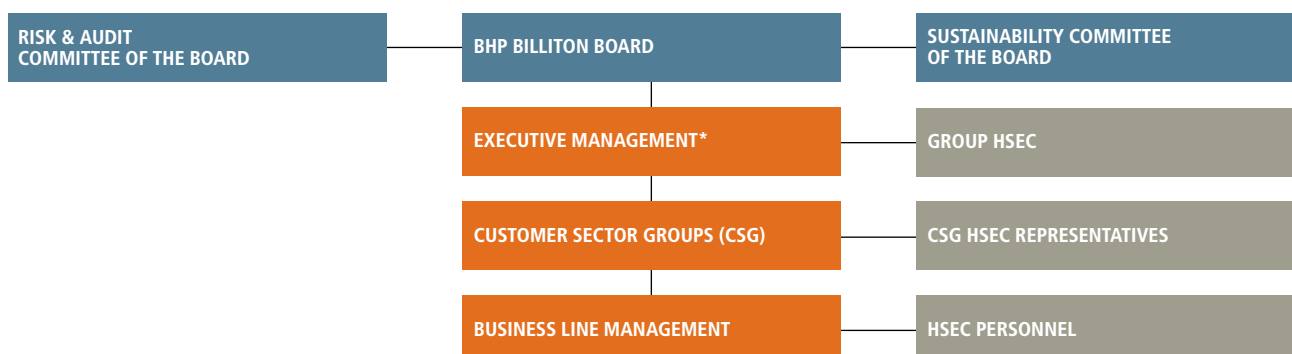 RISK & AUDIT
COMMITTEE OF THE BOARD
BHP BILLITON BOARD
SUSTAINABILITY COMMITTEE
OF THE BOARD
EXECUTIVE MANAGEMENT*
GROUP HSEC
CUSTOMER SECTOR GROUPS (CSG)
CSG HSEC REPRESENTATIVES
BUSINESS LINE MANAGEMENT
HSEC PERSONNEL